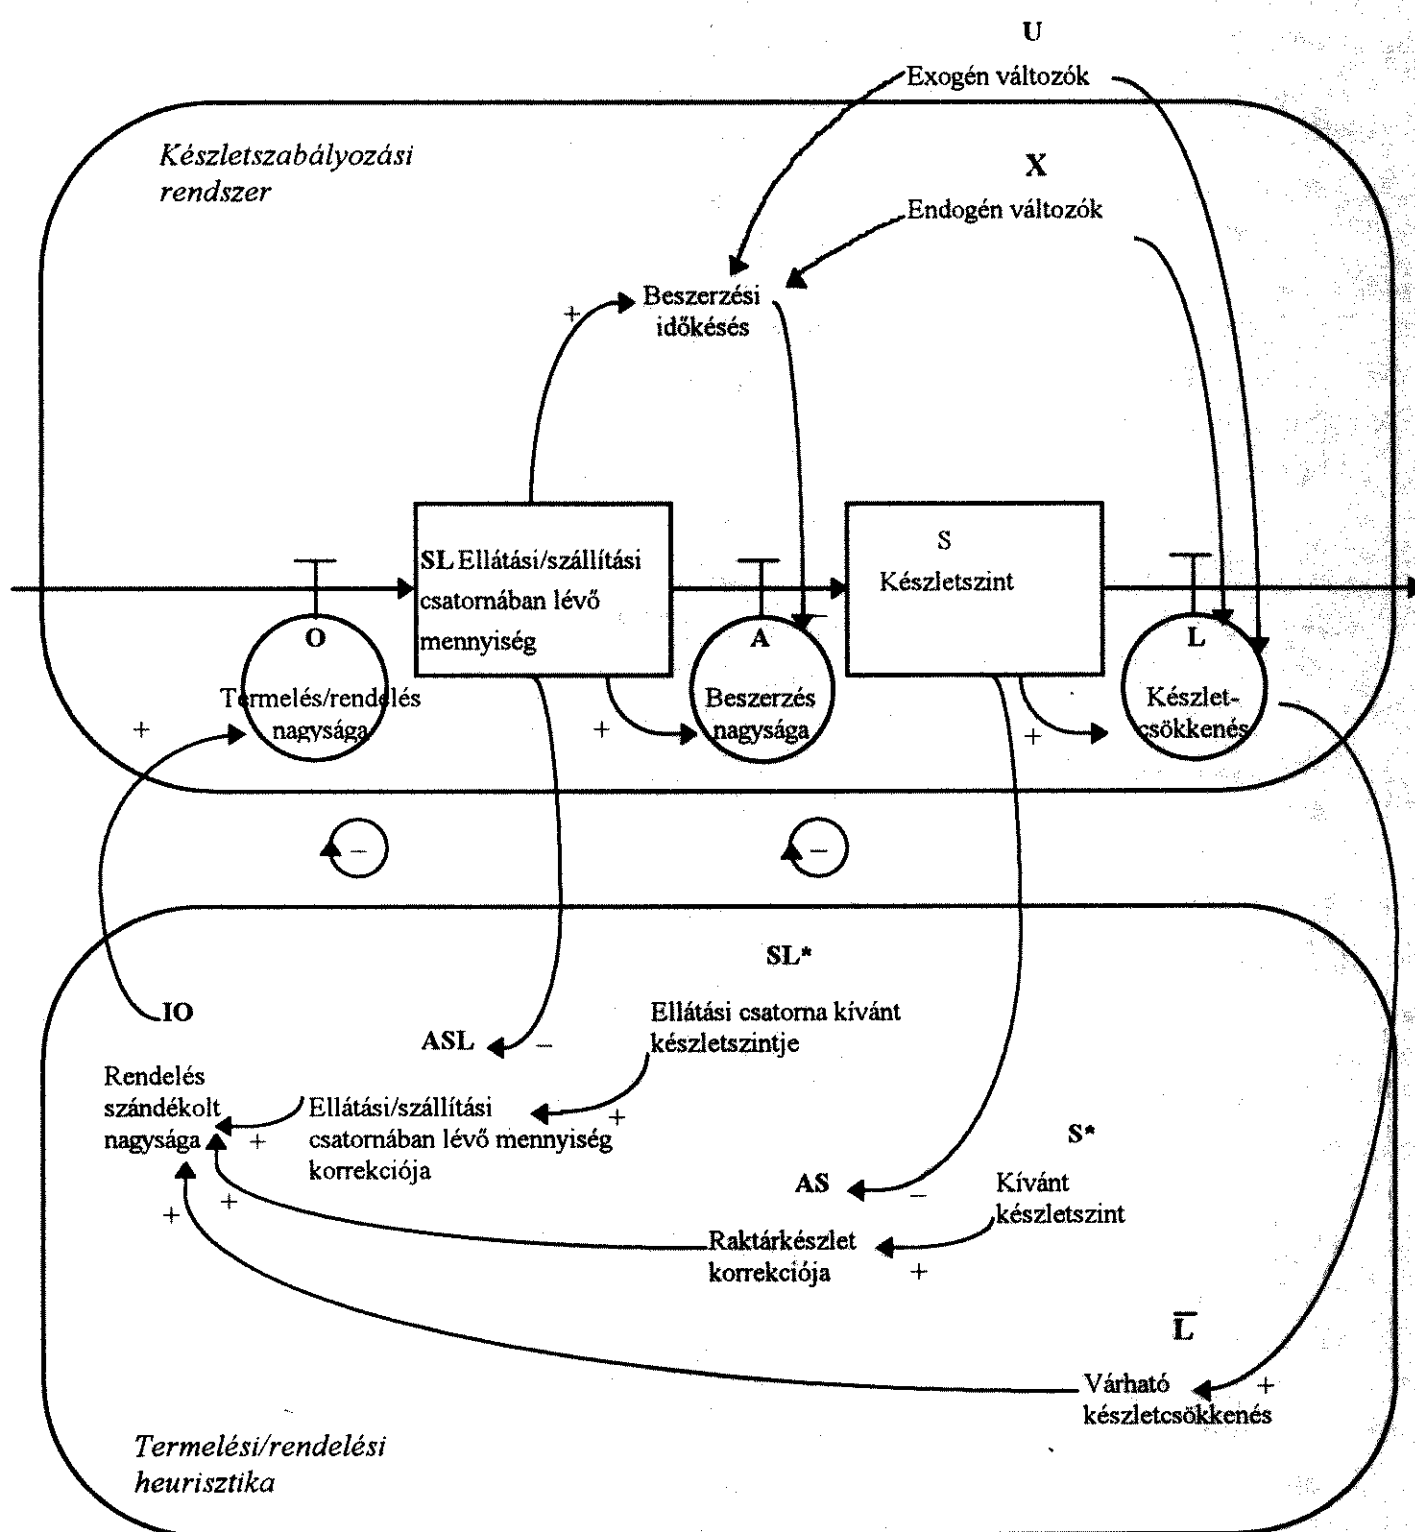 U
Exogén változók
Készletszabályozási
rendszer
X
Endogén változók
+
Beszerzési
időkésés
SL Ellátási/szállítási
csatornában lévő
mennyiség
S
Készletszint
O
Termelés/rendelés
nagysága
A
–
Beszerzés
nagysága
L
Készlet-
csökkenés
+
+
+
–
–
SL*
IO
Ellátási csatorna kívánt
készletszintje
ASL
–
Rendelés
szándékolt
nagysága
+
Ellátási/szállítási
csatornában lévő mennyiség
korrekciója
+
S*
AS
–
Kívánt
készletszint
+
+
Raktárkészlet
korrekciója
+
L̅
Várható
készletcsökkenés
+
Termelési/rendelési
heurisztika